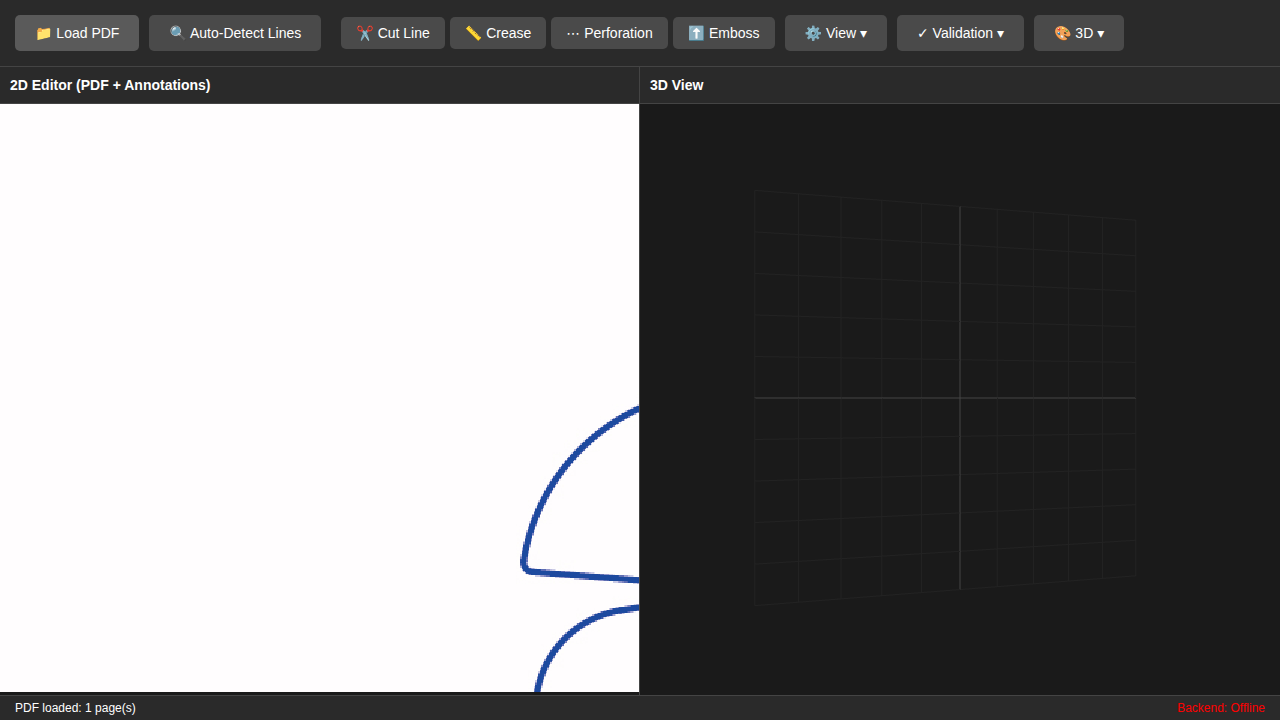 📁 Load PDF
🔍 Auto-Detect Lines
✂️ Cut Line
📏 Crease
⋯ Perforation
⬆️ Emboss
⚙️ View ▾
✓ Validation ▾
🎨 3D ▾
2D Editor (PDF + Annotations)
3D View
PDF loaded: 1 page(s)
Backend: Offline